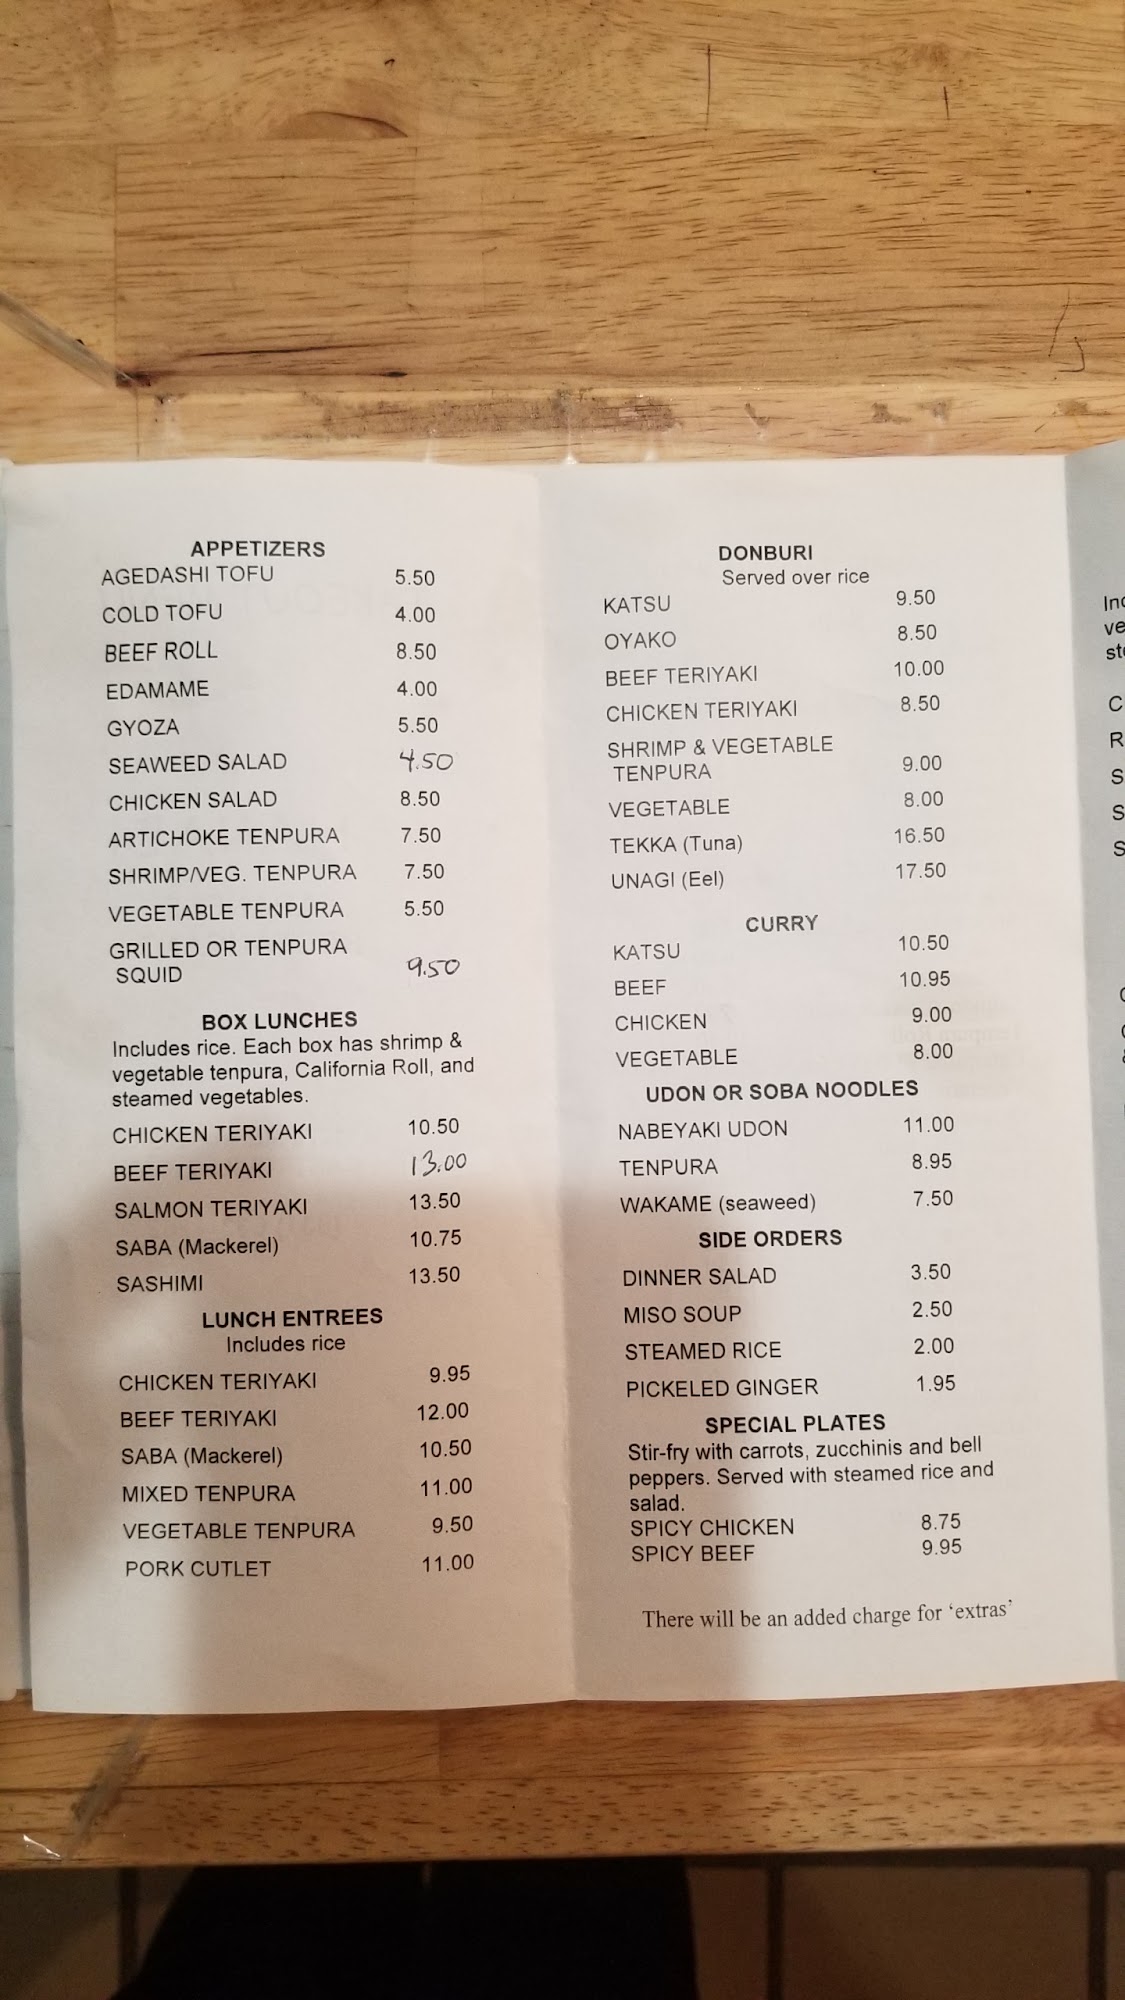 APPETIZERS
AGEDASHI TOFU 5.50
COLD TOFU 4.00
BEEF ROLL 8.50
EDAMAME 4.00
GYOZA 5.50
SEAWEED SALAD 4.50
CHICKEN SALAD 8.50
ARTICHOKE TENPURA 7.50
SHRIMP/VEG. TENPURA 7.50
VEGETABLE TENPURA 5.50
GRILLED OR TENPURA
SQUID 9.50
BOX LUNCHES
Includes rice. Each box has shrimp &
vegetable tenpura, California Roll, and
steamed vegetables.
CHICKEN TERIYAKI 10.50
BEEF TERIYAKI 13.00
SALMON TERIYAKI 13.50
SABA (Mackerel) 10.75
SASHIMI 13.50
LUNCH ENTREES
Includes rice
CHICKEN TERIYAKI 9.95
BEEF TERIYAKI 12.00
SABA (Mackerel) 10.50
MIXED TENPURA 11.00
VEGETABLE TENPURA 9.50
PORK CUTLET 11.00
DONBURI
Served over rice
KATSU 9.50
OYAKO 8.50
BEEF TERIYAKI 10.00
CHICKEN TERIYAKI 8.50
SHRIMP & VEGETABLE
TENPURA 9.00
VEGETABLE 8.00
TEKKA (Tuna) 16.50
UNAGI (Eel) 17.50
CURRY
KATSU 10.50
BEEF 10.95
CHICKEN 9.00
VEGETABLE 8.00
UDON OR SOBA NOODLES
NABEYAKI UDON 11.00
TENPURA 8.95
WAKAME (seaweed) 7.50
SIDE ORDERS
DINNER SALAD 3.50
MISO SOUP 2.50
STEAMED RICE 2.00
PICKELED GINGER 1.95
SPECIAL PLATES
Stir-fry with carrots, zucchinis and bell
peppers. Served with steamed rice and
salad.
SPICY CHICKEN 8.75
SPICY BEEF 9.95
There will be an added charge for ‘extras’